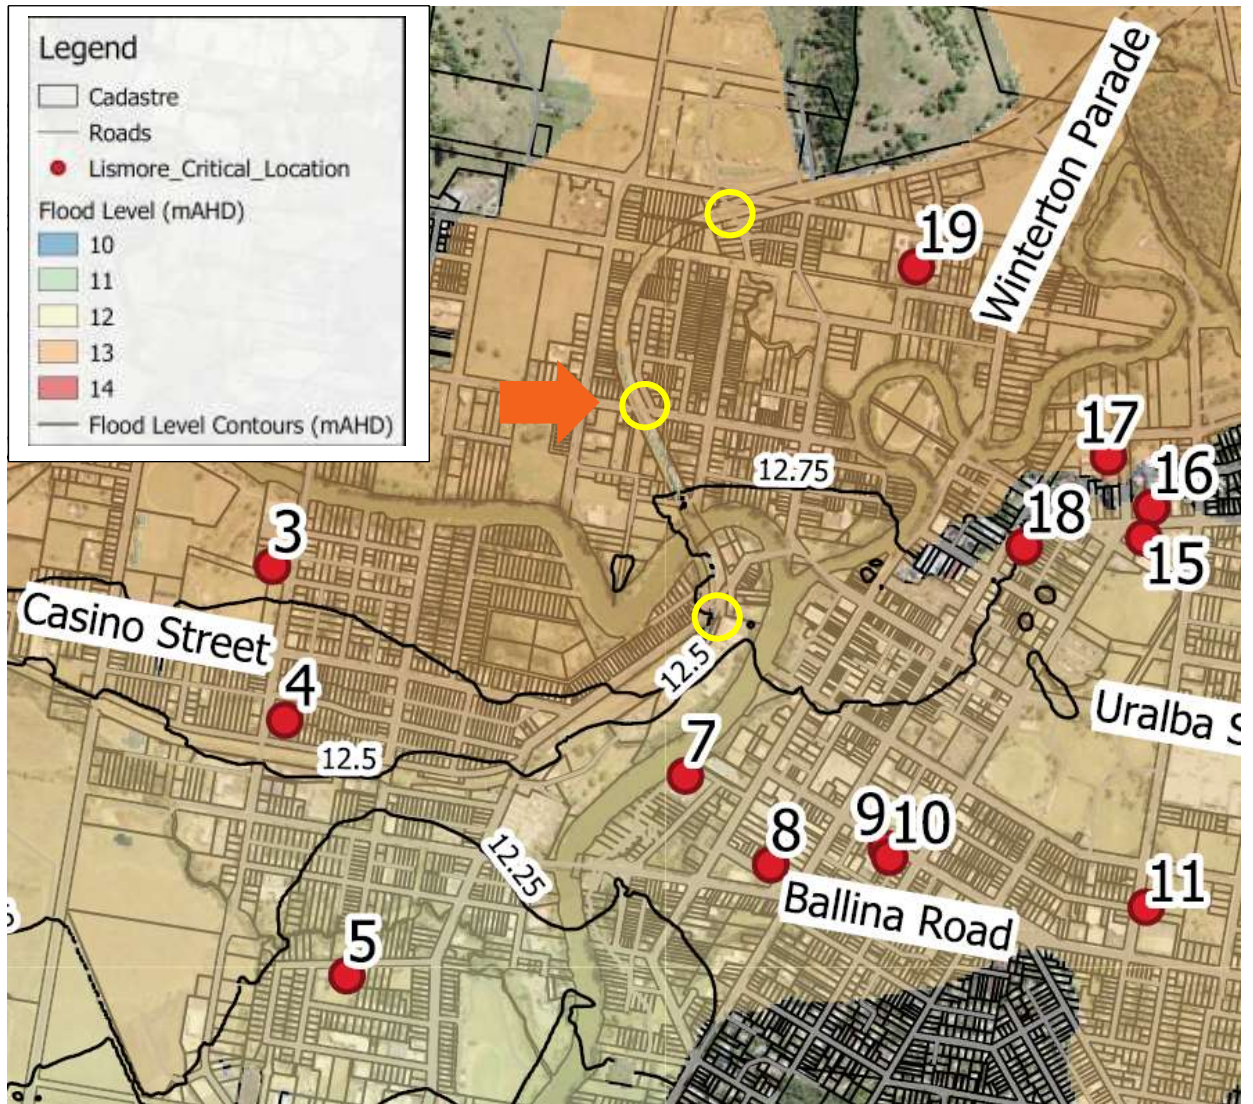 Legend
Cadastre
Roads
Lismore_Critical_Location
Flood Level (mAHD)
10
11
12
13
14
Flood Level Contours (mAHD)
Winterton Parade
19
17
16
12.75
18
15
3
Casino Street
12.5
4
Uralba S
7
12.5
9
10
8
12.25
11
Ballina Road
5